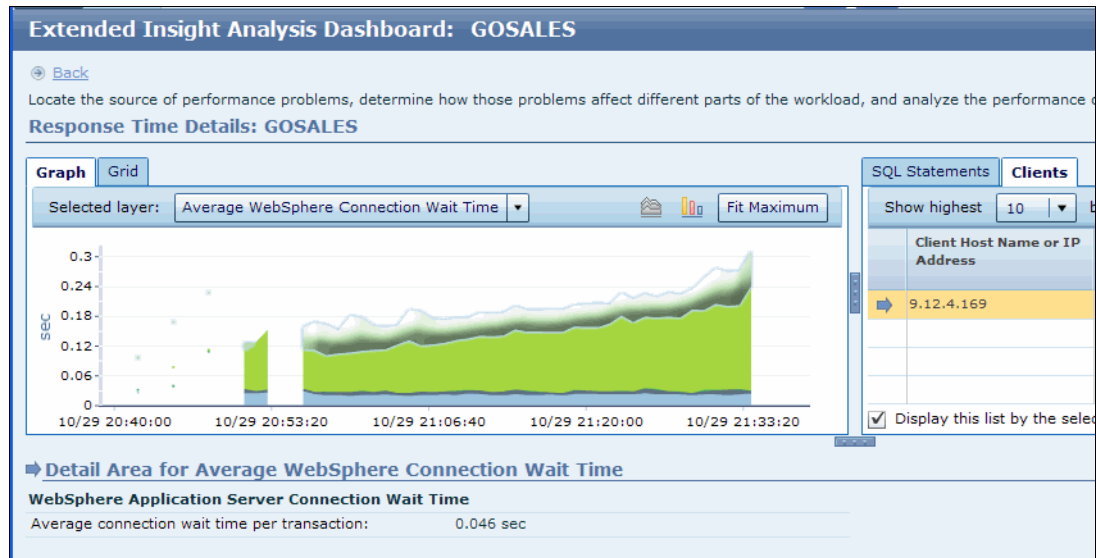 Extended Insight Analysis Dashboard: GOSALES
Back
Locate the source of performance problems, determine how those problems affect different parts of the workload, and analyze the performance
Response Time Details: GOSALES
Graph Grid
Selected layer: Average WebSphere Connection Wait Time Fit Maximum
0.3
0.24
0.18
0.12
0.06
0
sec
10/29 20:40:00 10/29 20:53:20 10/29 21:06:40 10/29 21:20:00 10/29 21:33:20
SQL Statements Clients
Show highest 10
Client Host Name or IP
Address
9.12.4.169
Display this list by the
Detail Area for Average WebSphere Connection Wait Time
WebSphere Application Server Connection Wait Time
Average connection wait time per transaction: 0.046 sec